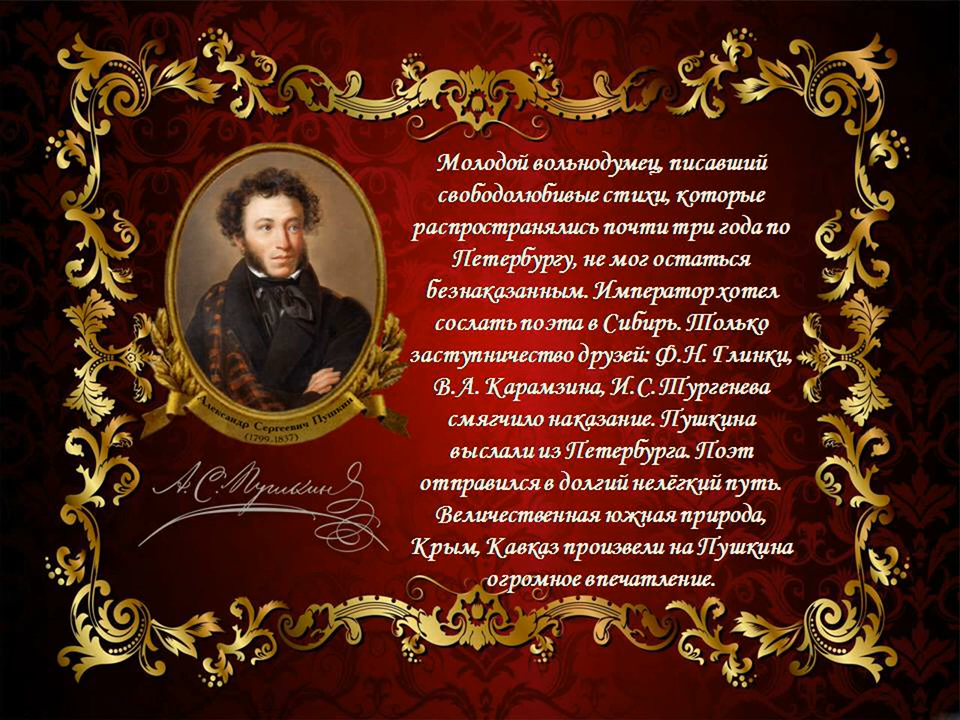 Молодой вольнодумец, писавший
свободолюбивые стихи, которые
распространялись почти три года по
Петербургу, не мог остаться
безнаказанным. Император хотел
сослать поэта в Сибирь. Только
заступничество друзей: Ф.Н. Глинки,
В.А. Карамзина, И.С. Тургенева
смягчило наказание. Пушкина
выслали из Петербурга. Поэт
отправился в долгий нелёгкий путь.
Величественная южная природа,
Крым, Кавказ произвели на Пушкина
огромное впечатление.
Александр Сергеевич Пушкин
(1799-1837)
А.С. Пушкин